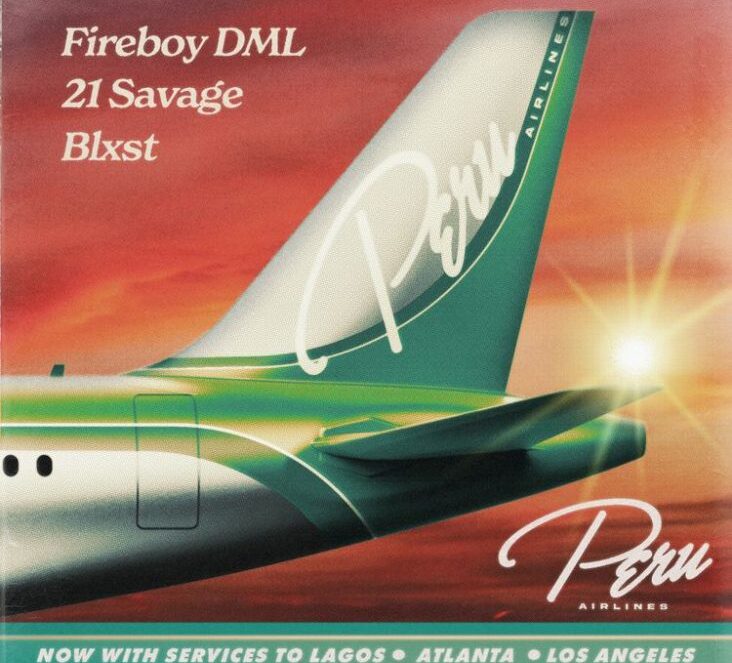 Fireboy DML
21 Savage
Blxst
Peru
AIRLINES
Peru
AIRLINES
NOW WITH SERVICES TO LAGOS • ATLANTA • LOS ANGELES